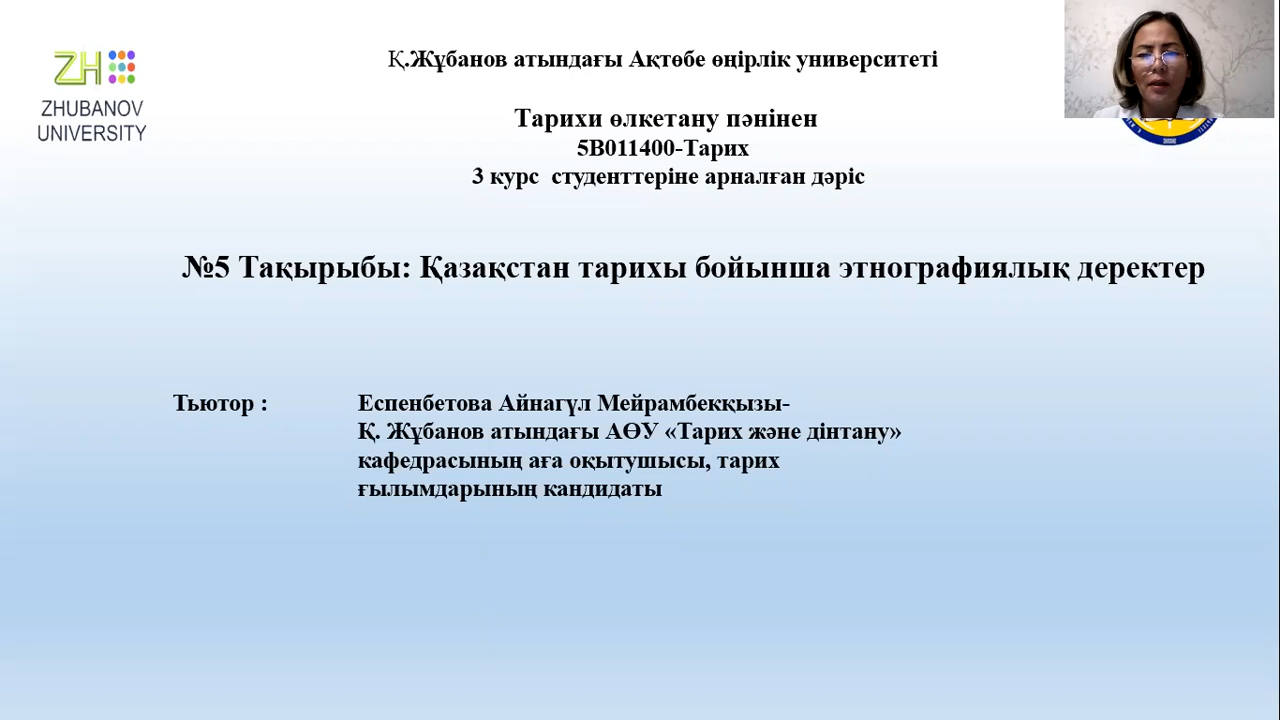 ZH
ZHUBANOV
UNIVERSITY
Қ.Жұбанов атындағы Ақтөбе өңірлік университеті
Тарихи өлкетану пәнінен
5В011400-Тарих
3 курс студенттеріне арналған дәріс
№5 Тақырыбы: Қазақстан тарихы бойынша этнографиялық деректер
Тьютор :
Еспенбетова Айнагүл Мейрамбекқызы-
Қ. Жұбанов атындағы АӨУ «Тарих және дінтану»
кафедрасының аға оқытушысы, тарих
ғылымдарының кандидаты